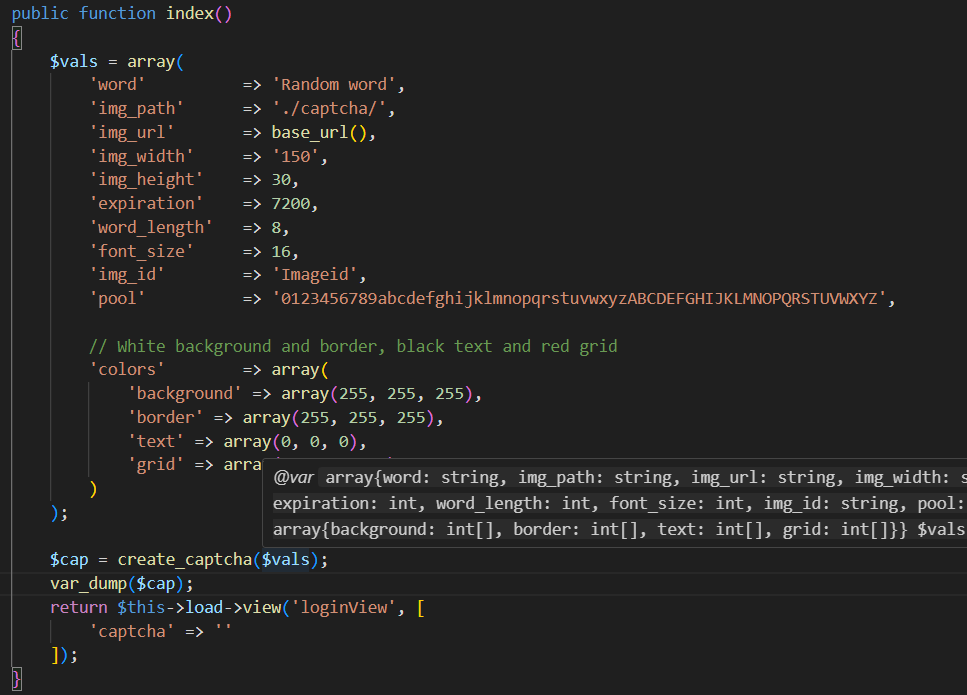 public function index()
{
    $vals = array(
        'word'          => 'Random word',
        'img_path'      => './captcha/',
        'img_url'       => base_url(),
        'img_width'     => '150',
        'img_height'    => 30,
        'expiration'    => 7200,
        'word_length'   => 8,
        'font_size'     => 16,
        'img_id'        => 'Imageid',
        'pool'          => '0123456789abcdefghijklmnopqrstuvwxyzABCDEFGHIJKLMNOPQRSTUVWXYZ',

        // White background and border, black text and red grid
        'colors'        => array(
            'background' => array(255, 255, 255),
            'border' => array(255, 255, 255),
            'text' => array(0, 0, 0),
            'grid' => arra
@var array{word: string, img_path: string, img_url: string, img_width: s
expiration: int, word_length: int, font_size: int, img_id: string, pool:
array{background: int[], border: int[], text: int[], grid: int[]}} $vals
        )
    );

    $cap = create_captcha($vals);
    var_dump($cap);
    return $this->load->view('loginView', [
        'captcha' => ''
    ]);
}